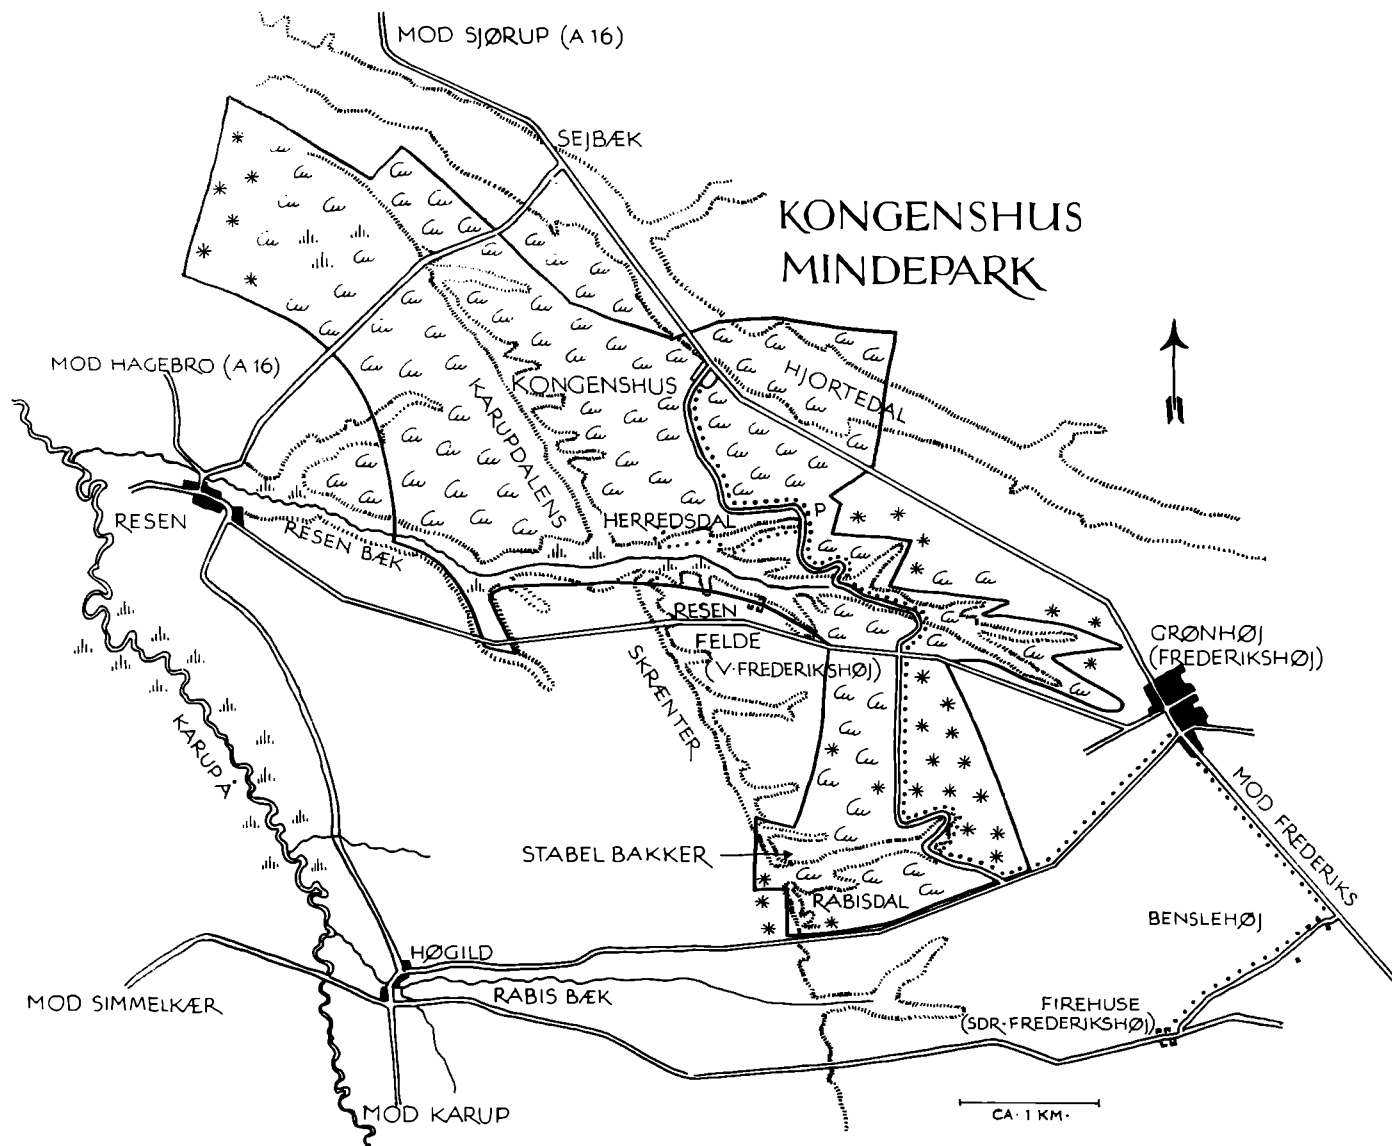 MOD SJØRUP (A 16)
SEJBÆK
KONGENSHUS
MINDEPARK
MOD HAGEBRO (A 16)
KONGENSHUS
HJORTEDAL
KARUPDALENS
RESEN
RESEN BÆK
HERREDSDAL
P
RESEN
FELDE
(V·FREDERIKSHØJ)
SKRÆNTER
GRØNHØJ
(FREDERIKSHØJ)
KARUP Å
MOD FREDERIKS
STABEL BAKKER
RABISDAL
BENSLEHØJ
HØGILD
RABIS BÆK
MOD SIMMELKÆR
FIREHUSE
(SDR·FREDERIKSHØJ)
MOD KARUP
CA· 1 KM·